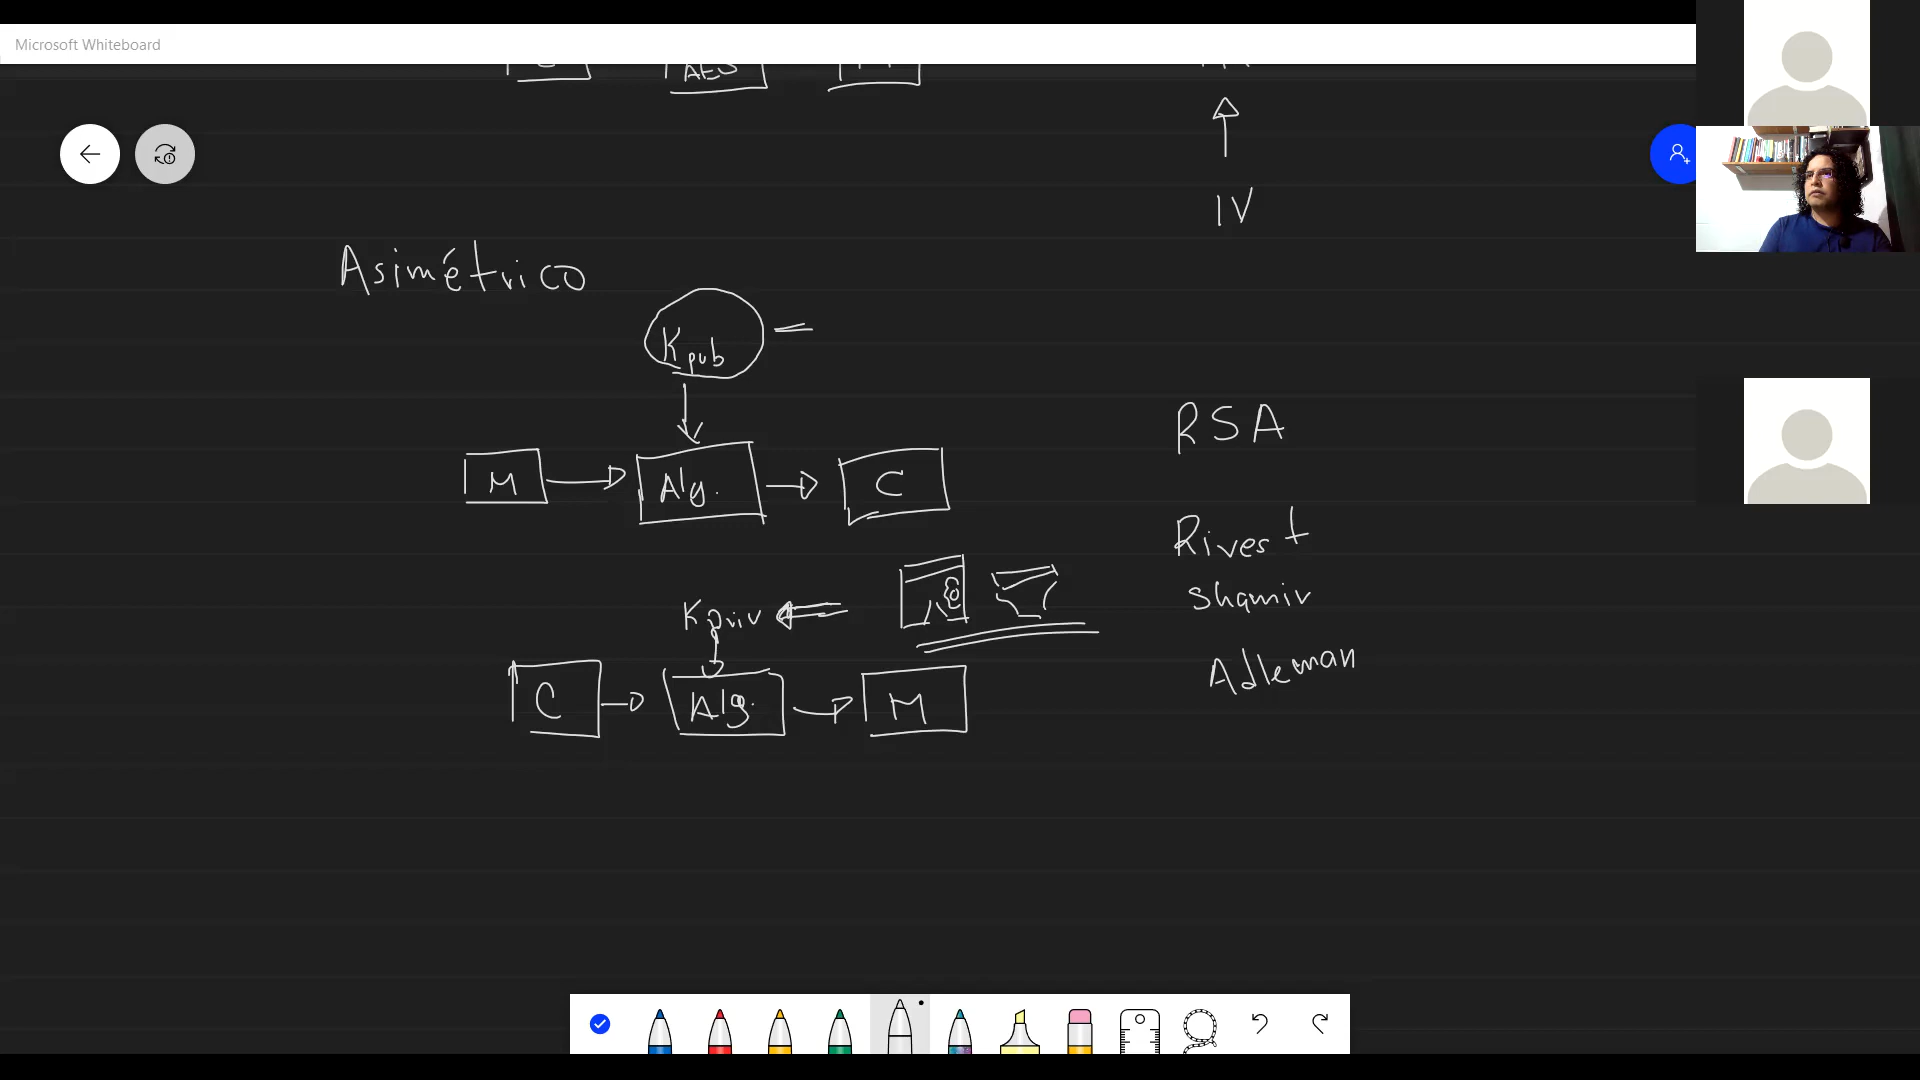 Microsoft Whiteboard
AES
IV
Asimétrico
Kpub
RSA
M Alg. C
Rivest
Shamir
Kpriv
Adleman
C Alg. M